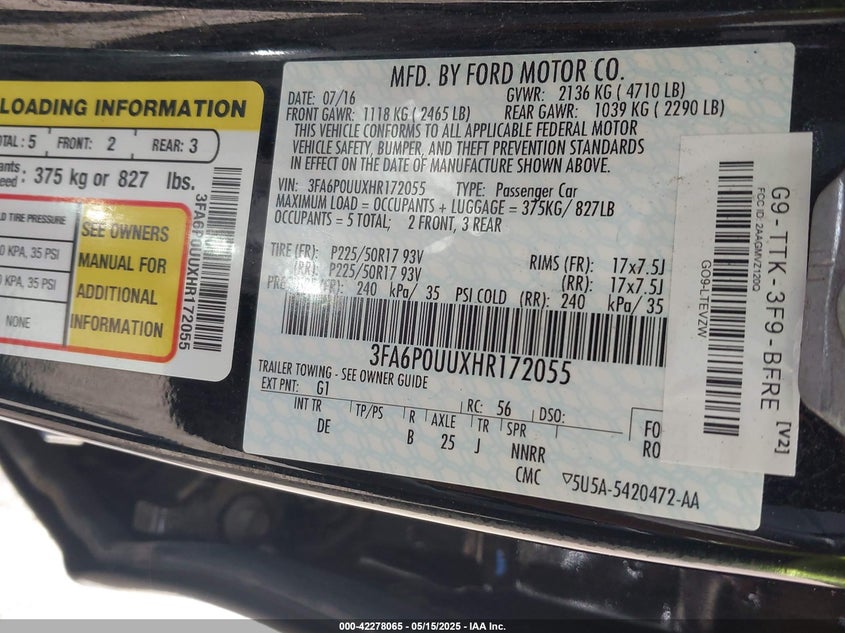 LOADING INFORMATION
TOTAL: 5 FRONT: 2 REAR: 3
375 kg or 827 lbs.
TIRE PRESSURE
KPA, 35 PSI
KPA, 35 PSI
NONE
SEE OWNERS
MANUAL FOR
ADDITIONAL
INFORMATION
3FA6P0UUXHR172055
MFD. BY FORD MOTOR CO.
DATE: 07/16 GVWR: 2136 KG ( 4710 LB)
FRONT GAWR: 1118 KG ( 2465 LB) REAR GAWR: 1039 KG ( 2290 LB)
THIS VEHICLE CONFORMS TO ALL APPLICABLE FEDERAL MOTOR
VEHICLE SAFETY, BUMPER, AND THEFT PREVENTION STANDARDS
IN EFFECT ON THE DATE OF MANUFACTURE SHOWN ABOVE.
VIN: 3FA6P0UUXHR172055 TYPE: Passenger Car
MAXIMUM LOAD = OCCUPANTS + LUGGAGE = 375KG/ 827LB
OCCUPANTS = 5 TOTAL; 2 FRONT, 3 REAR
TIRE (FR): P225/50R17 93V RIMS (FR): 17x7.5J
(RR): P225/50R17 93V (RR): 17x7.5J
(FR): 240 kPa/ 35 PSI COLD (RR): 240 kPa/ 35
3FA6P0UUXHR172055
TRAILER TOWING - SEE OWNER GUIDE
EXT PNT: G1 RC: 56 DSO:
INT TR TP/PS R AXLE TR SPR
DE B 25 J NNRR
CMC
5U5A-5420472-AA
FO
RO
G9-TTK-3F9-BFRE [V2]
GO9-LTEVZW
000-42278065 - 05/15/2025 - IAA Inc.